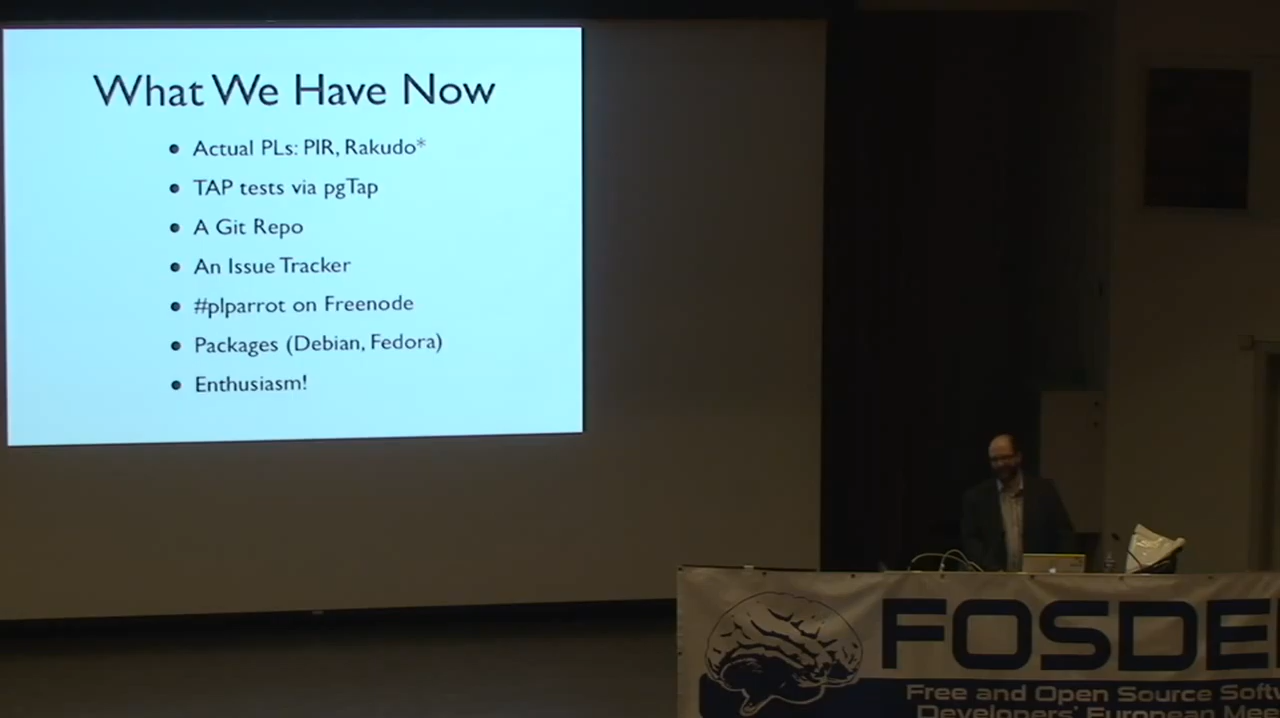 What We Have Now
Actual PLs: PIR, Rakudo*
TAP tests via pgTap
A Git Repo
An Issue Tracker
#plparrot on Freenode
Packages (Debian, Fedora)
Enthusiasm!
FOSDE
Free and Open Source Softw
Developers' European Mee